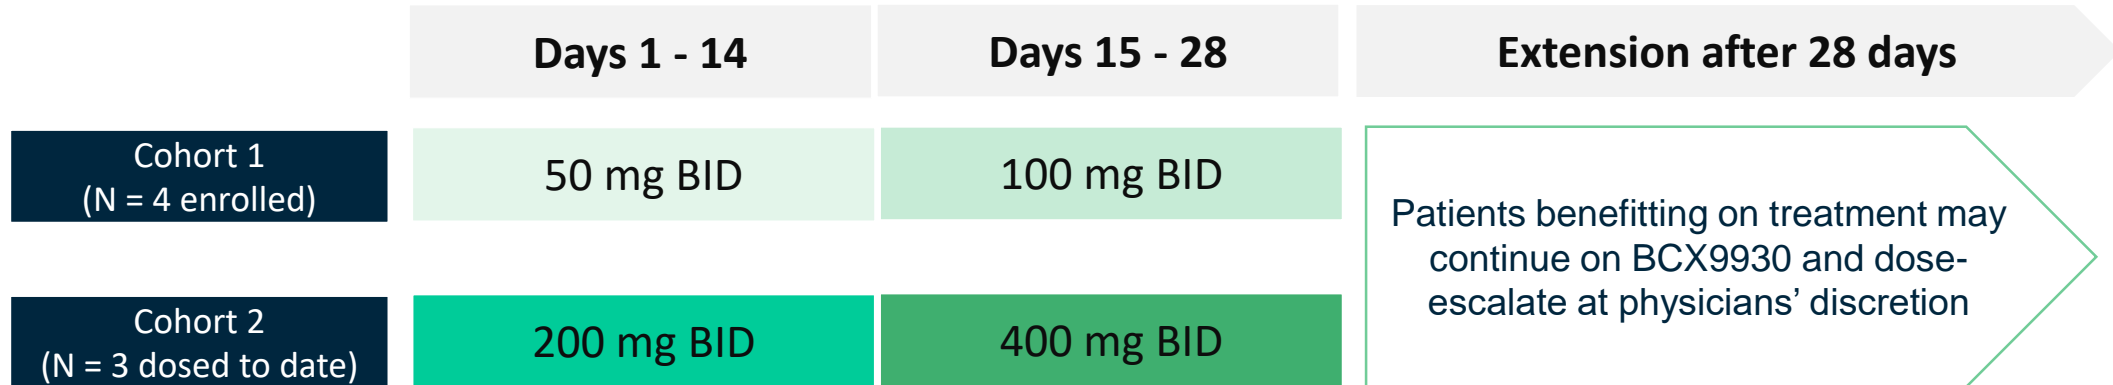 Days 1 - 14
Days 15 - 28
Extension after 28 days
Cohort 1
(N = 4 enrolled)
50 mg BID
100 mg BID
Patients benefitting on treatment may
continue on BCX9930 and dose-
escalate at physicians’ discretion
Cohort 2
(N = 3 dosed to date)
200 mg BID
400 mg BID